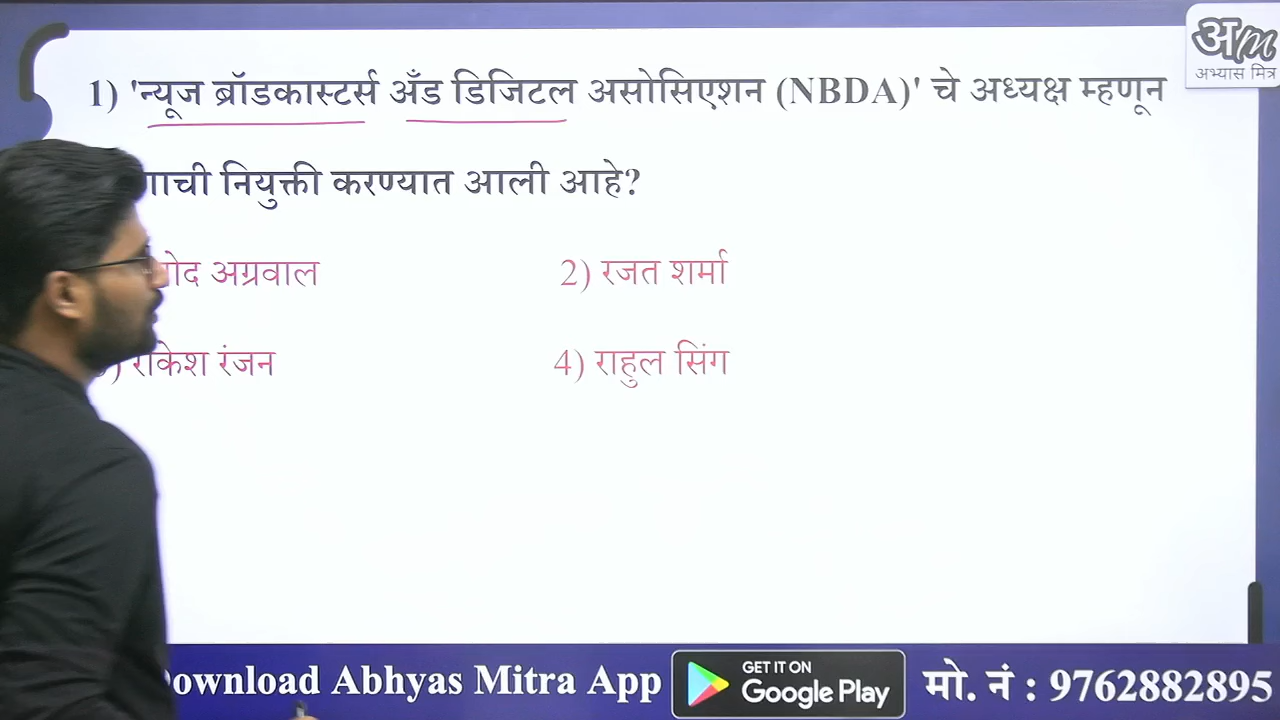 अm
अभ्यास मित्र
1) 'न्यूज ब्रॉडकास्टर्स अँड डिजिटल असोसिएशन (NBDA)' चे अध्यक्ष म्हणून
नियुक्ती करण्यात आली आहे?
अग्रवाल 2) रजत शर्मा
राकेश रंजन 4) राहुल सिंग
Download Abhyas Mitra App GET IT ON Google Play मो. नं : 9762882895